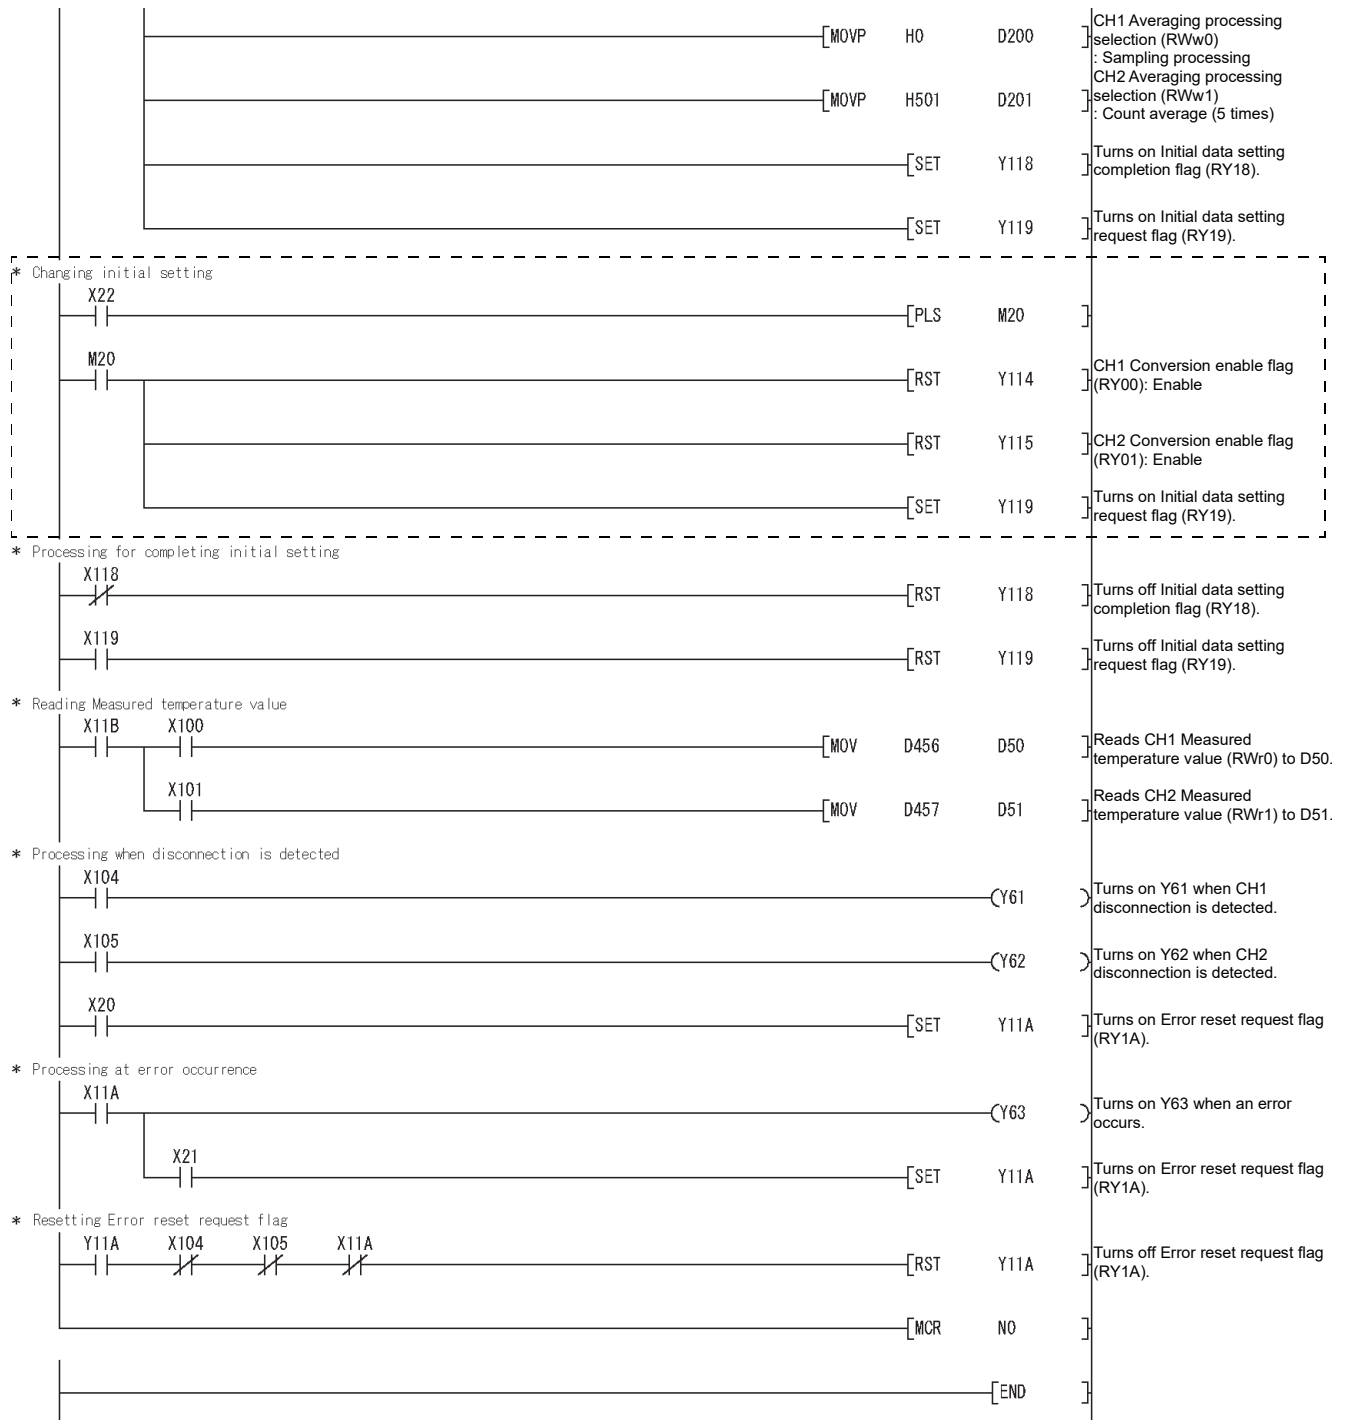 [MOVP H0 D200 ] CH1 Averaging processing
selection (RWw0)
: Sampling processing
[MOVP H501 D201 ] CH2 Averaging processing
selection (RWw1)
: Count average (5 times)
[SET Y118 ] Turns on Initial data setting
completion flag (RY18).
[SET Y119 ] Turns on Initial data setting
request flag (RY19).
* Changing initial setting
X22
[PLS M20 ]
M20
[RST Y114 ] CH1 Conversion enable flag
(RY00): Enable
[RST Y115 ] CH2 Conversion enable flag
(RY01): Enable
[SET Y119 ] Turns on Initial data setting
request flag (RY19).
* Processing for completing initial setting
X118
[RST Y118 ] Turns off Initial data setting
completion flag (RY18).
X119
[RST Y119 ] Turns off Initial data setting
request flag (RY19).
* Reading Measured temperature value
X11B X100
[MOV D456 D50 ] Reads CH1 Measured
temperature value (RWr0) to D50.
X101
[MOV D457 D51 ] Reads CH2 Measured
temperature value (RWr1) to D51.
* Processing when disconnection is detected
X104
(Y61 ) Turns on Y61 when CH1
disconnection is detected.
X105
(Y62 ) Turns on Y62 when CH2
disconnection is detected.
X20
[SET Y11A ] Turns on Error reset request flag
(RY1A).
* Processing at error occurrence
X11A
(Y63 ) Turns on Y63 when an error
occurs.
X21
[SET Y11A ] Turns on Error reset request flag
(RY1A).
* Resetting Error reset request flag
Y11A X104 X105 X11A
[RST Y11A ] Turns off Error reset request flag
(RY1A).
[MCR N0 ]
[END ]